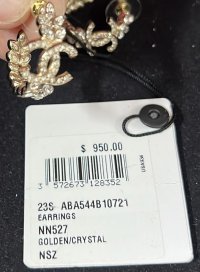 $ 950.00
3 572673 128352
23S ABA544B10721
EARRINGS
NN527
GOLDEN/CRYSTAL
NSZ